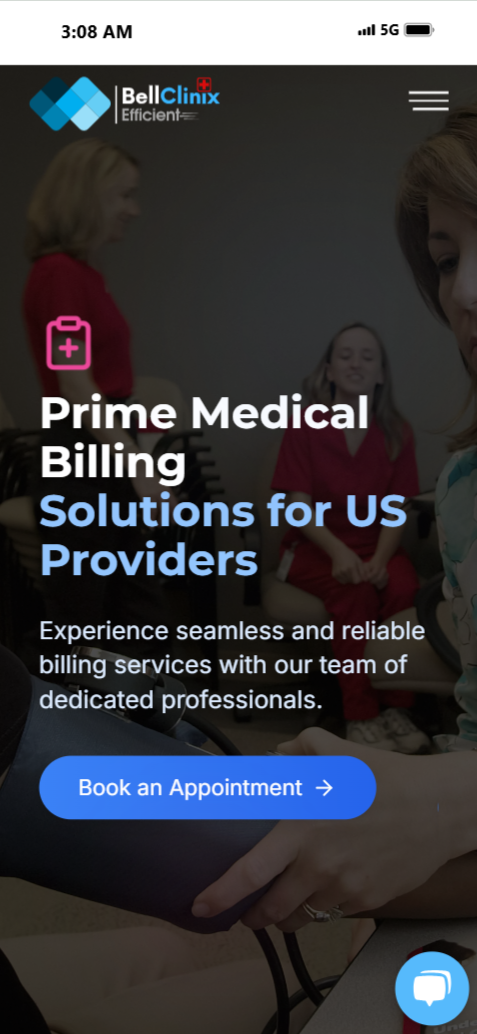 3:08 AM 5G
BellClinix
Efficient
Prime Medical
Billing
Solutions for US
Providers
Experience seamless and reliable
billing services with our team of
dedicated professionals.
Book an Appointment →